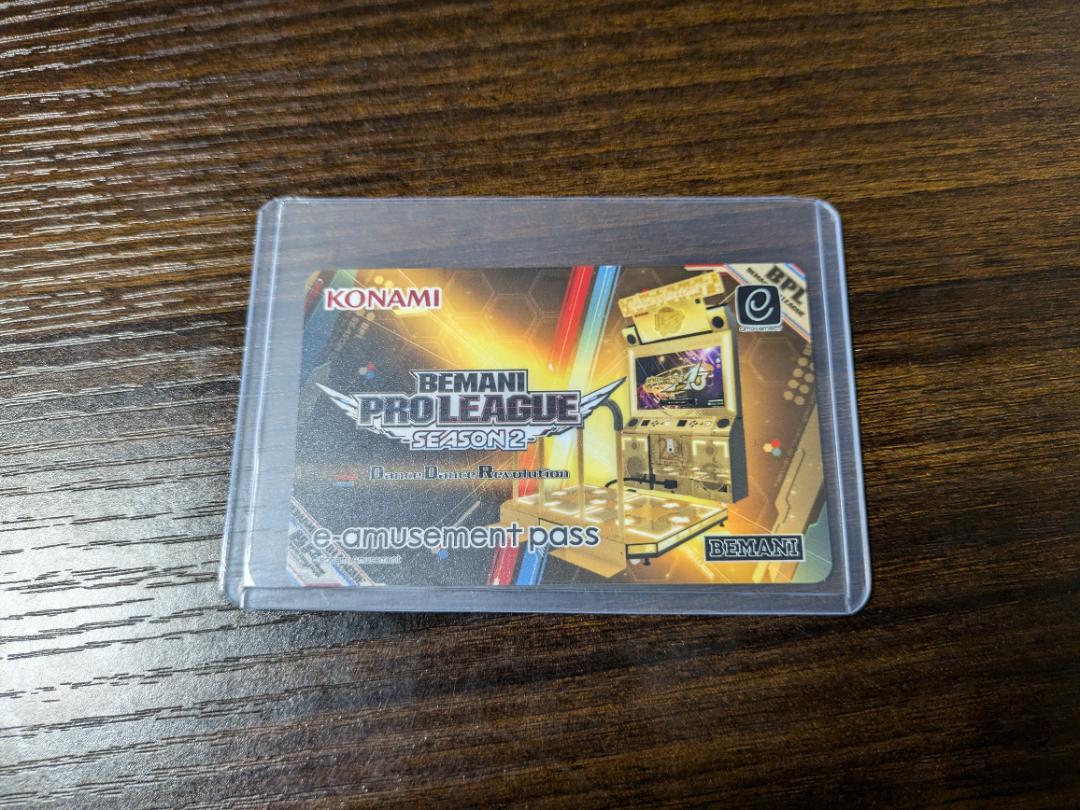 KONAMI
BPL
BEMANI
PRO LEAGUE
SEASON 2
DanceDanceRevolution
e-amusement pass
BEMANI